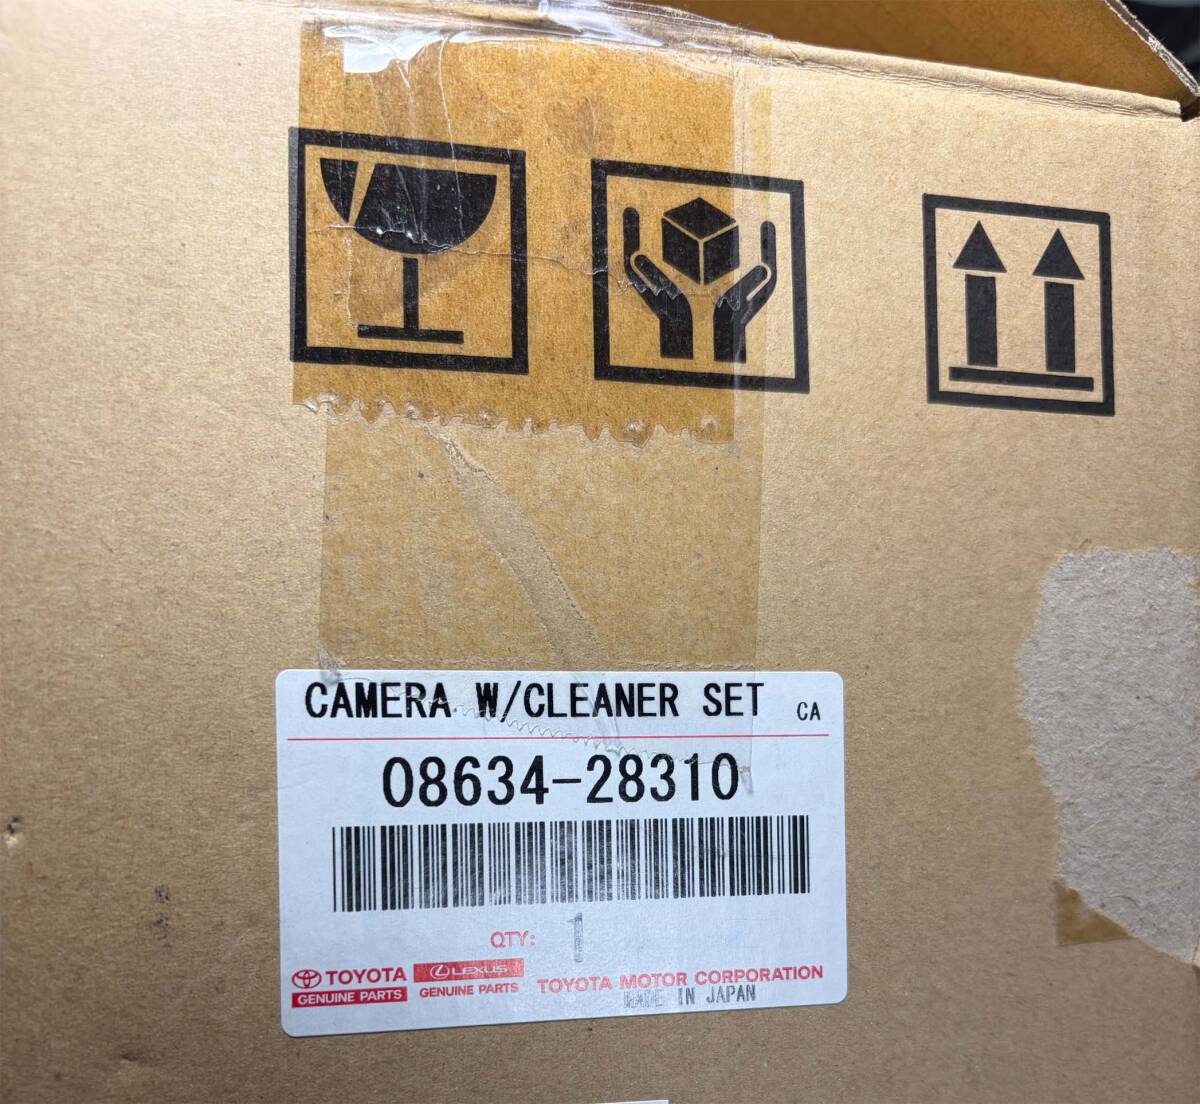 CAMERA W/CLEANER SET CA
08634-28310
QTY: 1
TOYOTA LEXUS TOYOTA MOTOR CORPORATION
GENUINE PARTS GENUINE PARTS MADE IN JAPAN